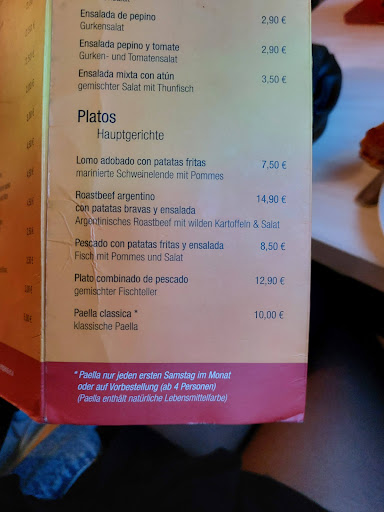 Ensalada de pepino 2,90 €
Gurkensalat
Ensalada pepino y tomate 2,90 €
Gurken- und Tomatensalat
Ensalada mixta con atún 3,50 €
gemischter Salat mit Thunfisch
Platos
Hauptgerichte
Lomo adobado con patatas fritas 7,50 €
marinierte Schweinelende mit Pommes
Roastbeef argentino 14,90 €
con patatas bravas y ensalada
Argentinisches Roastbeef mit wilden Kartoffeln & Salat
Pescado con patatas fritas y ensalada 8,50 €
Fisch mit Pommes und Salat
Plato combinado de pescado 12,90 €
gemischter Fischteller
Paella classica * 10,00 €
klassische Paella
* Paella nur jeden ersten Samstag im Monat
oder auf Vorbestellung (ab 4 Personen)
(Paella enthält natürliche Lebensmittelfarbe)